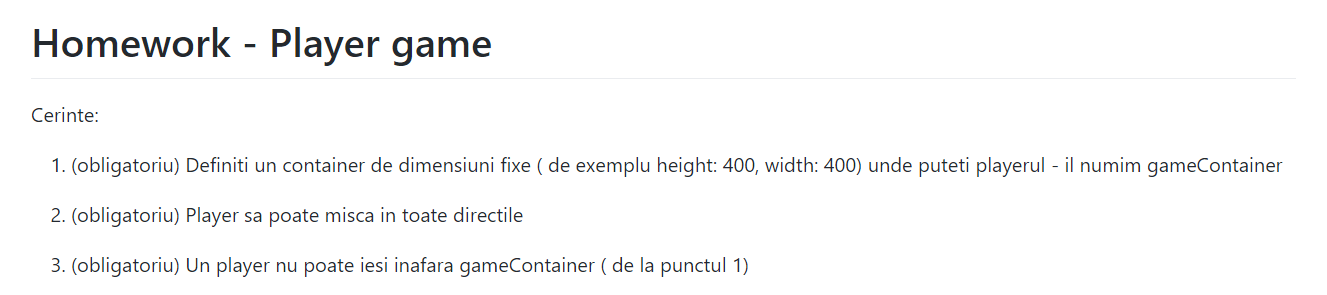 Homework - Player game
Cerinte:
1. (obligatoriu) Definiti un container de dimensiuni fixe ( de exemplu height: 400, width: 400) unde puteti playerul - il numim gameContainer
2. (obligatoriu) Player sa poate misca in toate directile
3. (obligatoriu) Un player nu poate iesi inafara gameContainer ( de la punctul 1)